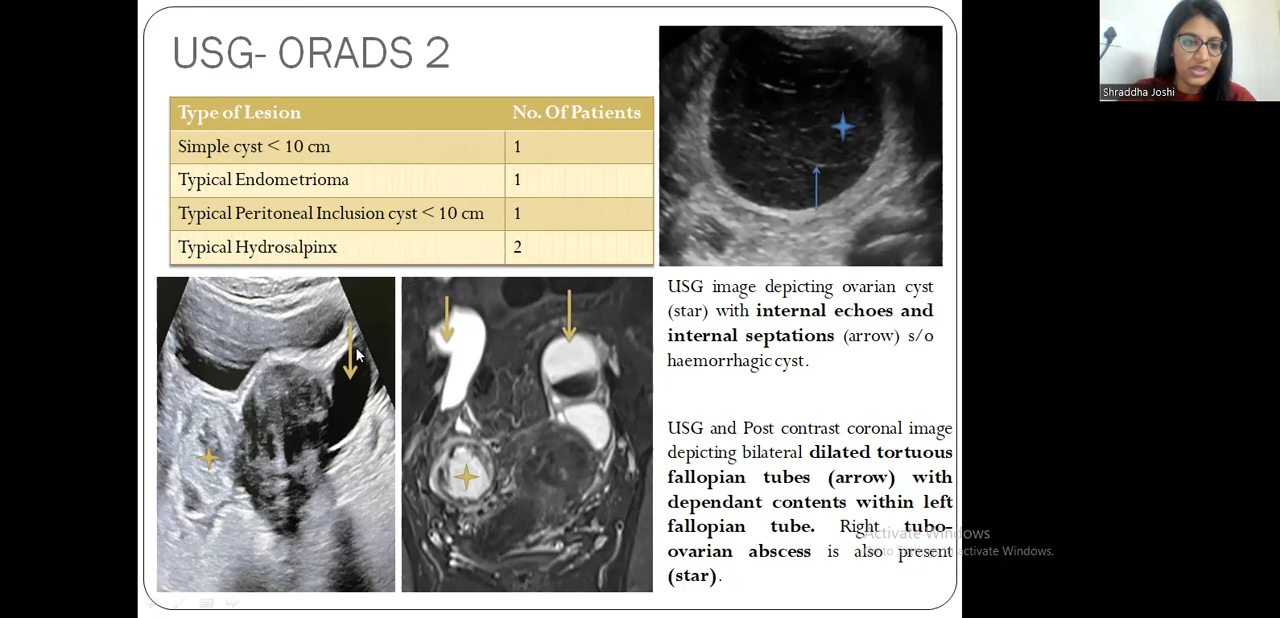 USG- ORADS 2
Type of Lesion No. Of Patients
Simple cyst < 10 cm 1
Typical Endometrioma 1
Typical Peritoneal Inclusion cyst < 10 cm 1
Typical Hydrosalpinx 2
USG image depicting ovarian cyst
(star) with internal echoes and
internal septations (arrow) s/o
haemorrhagic cyst.
USG and Post contrast coronal image
depicting bilateral dilated tortuous
fallopian tubes (arrow) with
dependant contents within left
fallopian tube. Right tubo-
ovarian abscess is also present
(star).
Activate Windows
to activate Windows.
Shraddha Joshi